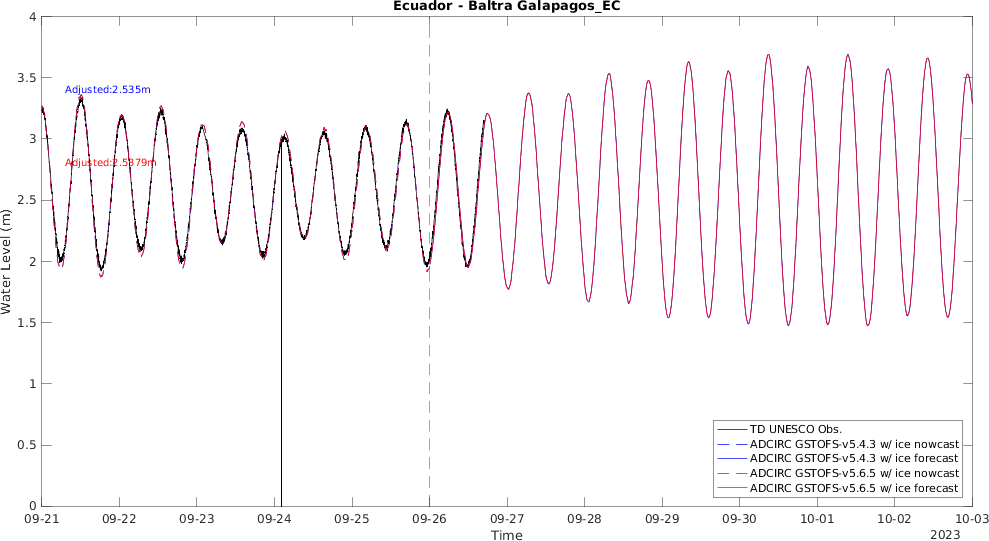 Ecuador - Baltra Galapagos_EC
4
3.5
3
2.5
2
1.5
1
0.5
0
Water Level (m)
Adjusted:2.535m
Adjusted:2.5379m
TD UNESCO Obs.
ADCIRC GSTOFS-v5.4.3 w/ ice nowcast
ADCIRC GSTOFS-v5.4.3 w/ ice forecast
ADCIRC GSTOFS-v5.6.5 w/ ice nowcast
ADCIRC GSTOFS-v5.6.5 w/ ice forecast
09-21 09-22 09-23 09-24 09-25 09-26 09-27 09-28 09-29 09-30 10-01 10-02 10-03
Time
2023